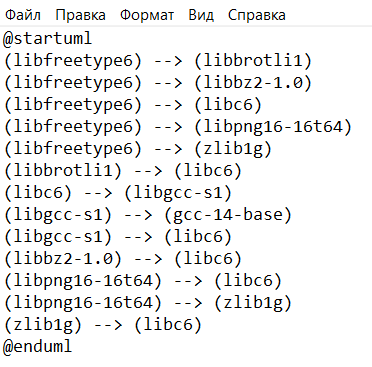 Файл Правка Формат Вид Справка
@startuml
(libfreetype6) --> (libbrotli1)
(libfreetype6) --> (libbz2-1.0)
(libfreetype6) --> (libc6)
(libfreetype6) --> (libpng16-16t64)
(libfreetype6) --> (zlib1g)
(libbrotli1) --> (libc6)
(libc6) --> (libgcc-s1)
(libgcc-s1) --> (gcc-14-base)
(libgcc-s1) --> (libc6)
(libbz2-1.0) --> (libc6)
(libpng16-16t64) --> (libc6)
(libpng16-16t64) --> (zlib1g)
(zlib1g) --> (libc6)
@enduml